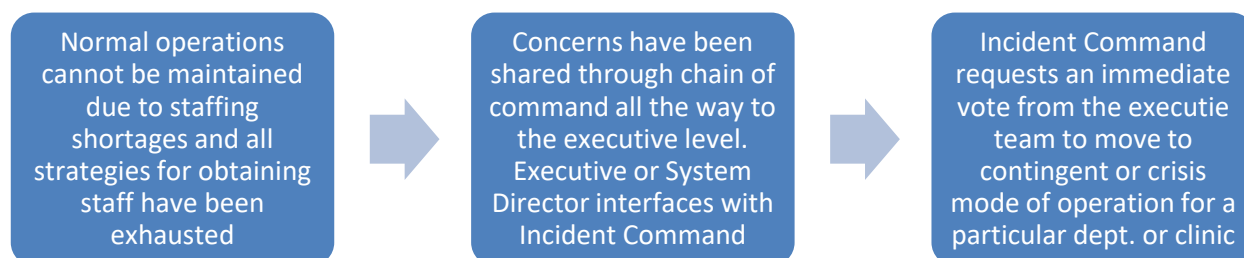 Normal operations
cannot be maintained
due to staffing
shortages and all
strategies for obtaining
staff have been
exhausted
Concerns have been
shared through chain of
command all the way to
the executive level.
Executive or System
Director interfaces with
Incident Command
Incident Command
requests an immediate
vote from the executie
team to move to
contingent or crisis
mode of operation for a
particular dept. or clinic